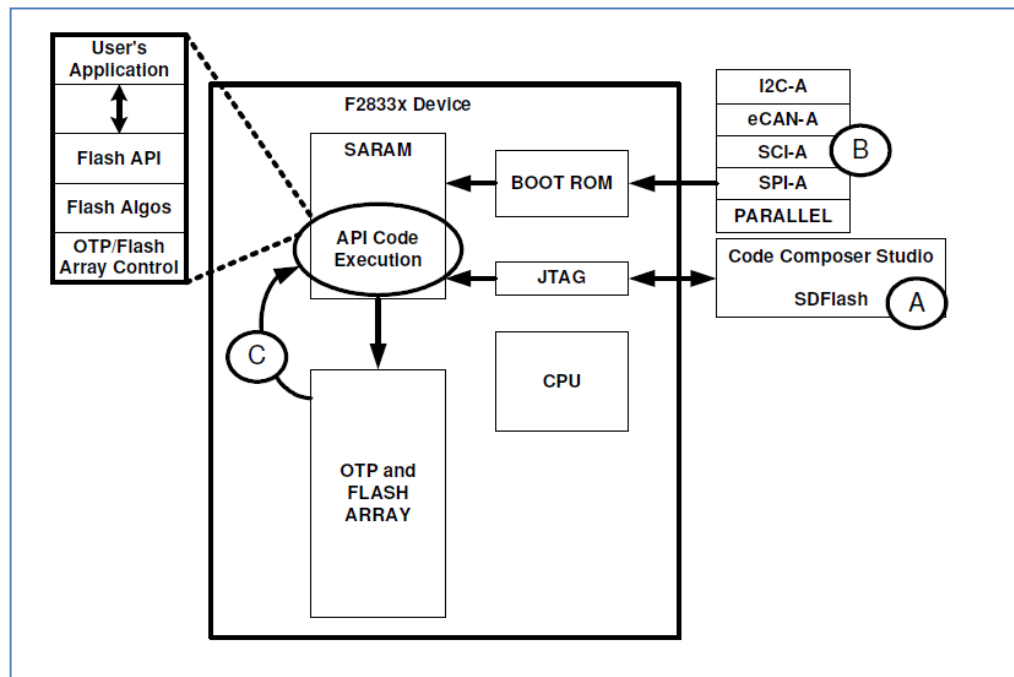 User's
Application
Flash API
Flash Algos
OTP/Flash
Array Control
F2833x Device
SARAM
API Code
Execution
C
OTP and
FLASH
ARRAY
BOOT ROM
JTAG
CPU
I2C-A
eCAN-A
SCI-A
SPI-A
PARALLEL
B
Code Composer Studio
SDFlash
A